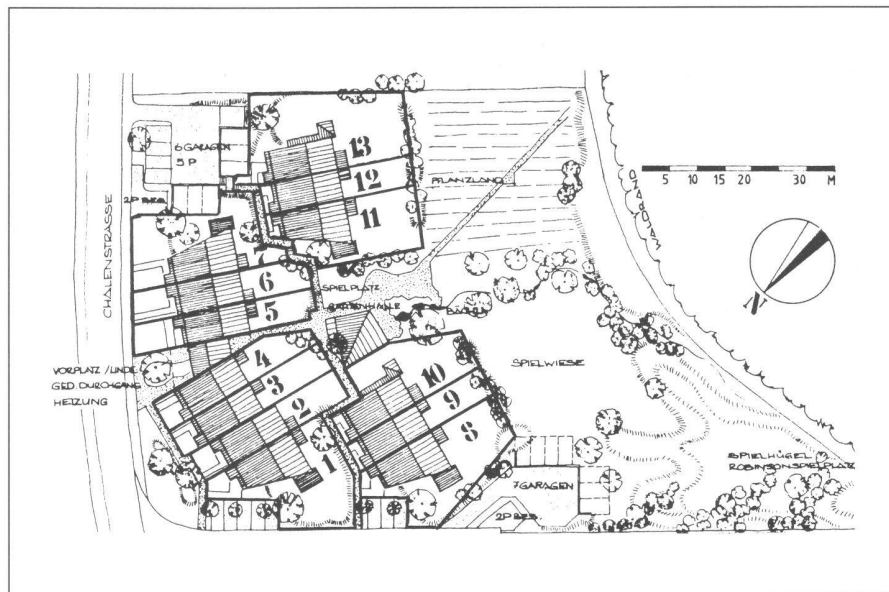 6 GARAGEN
5 P
2P BES.
13
12
11
PFLANZLAND
5 10 15 20 30 M
N
CHALENSTRASSE
6
5
SPIELPLATZ
GARTENHALLE
VORPLATZ / LINDE
GED. DURCHGANG
HEIZUNG
4
3
2
1
10
9
8
SPIELWIESE
SPIELHÜGEL
ROBINSONSPIELPLATZ
7 GARAGEN
2P BES.